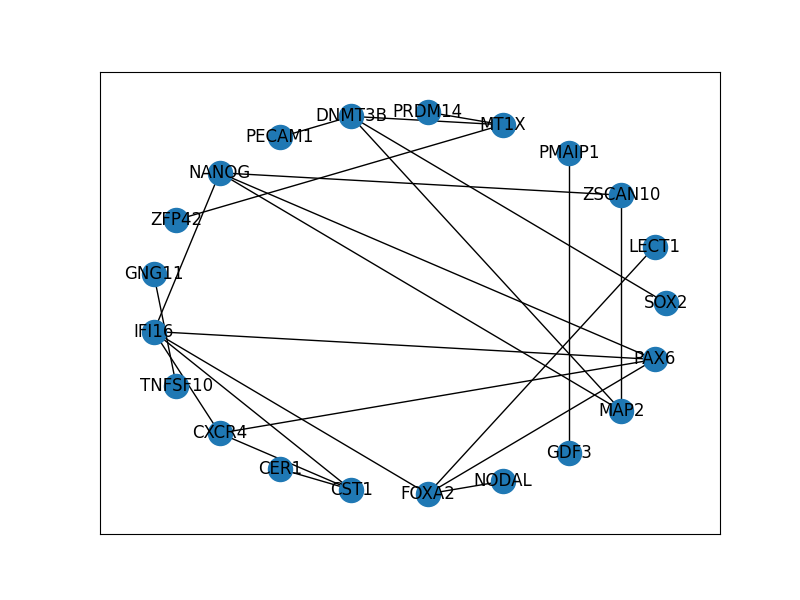 PRDM14
DNMT3B
MT1X
PECAM1
PMAIP1
NANOG
ZSCAN10
ZFP42
LECT1
GNG11
SOX2
IFI16
PAX6
TNFSF10
MAP2
CXCR4
GDF3
CER1
NODAL
CST1
FOXA2